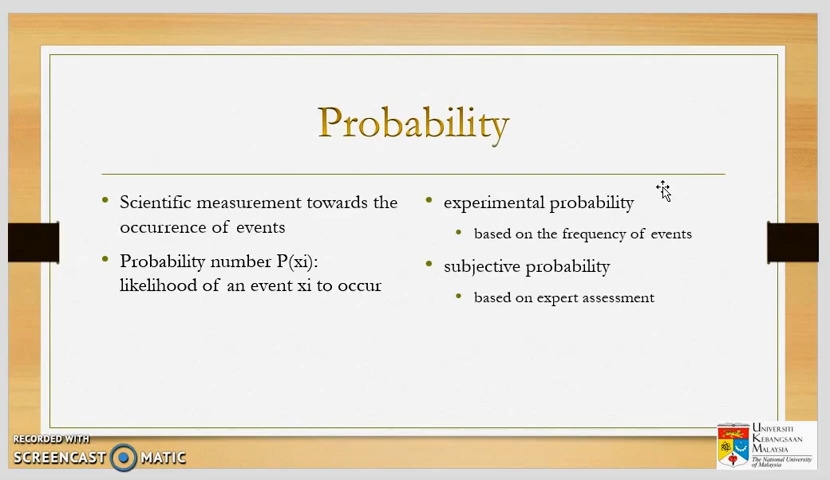 Probability
Scientific measurement towards the
occurrence of events
Probability number P(xi):
likelihood of an event xi to occur
experimental probability
based on the frequency of events
subjective probability
based on expert assessment
RECORDED WITH
SCREENCAST MATIC
UNIVERSITI
KEBANGSAAN
MALAYSIA
The National University
of Malaysia